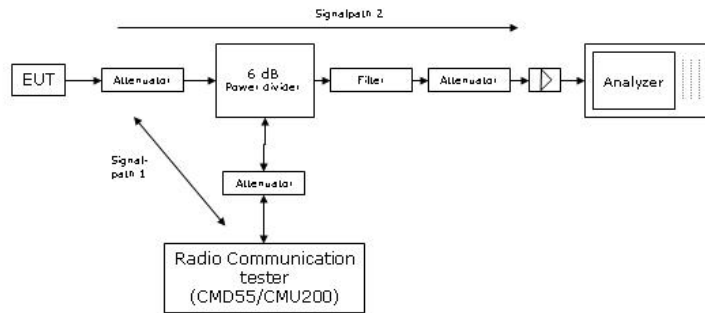 Signalpath 2
EUT
Attenuator
6 dB
Power divider
Filter
Attenuator
Analyzer
Signal-
path 1
Attenuator
Radio Communication
tester
(CMD55/CMU200)